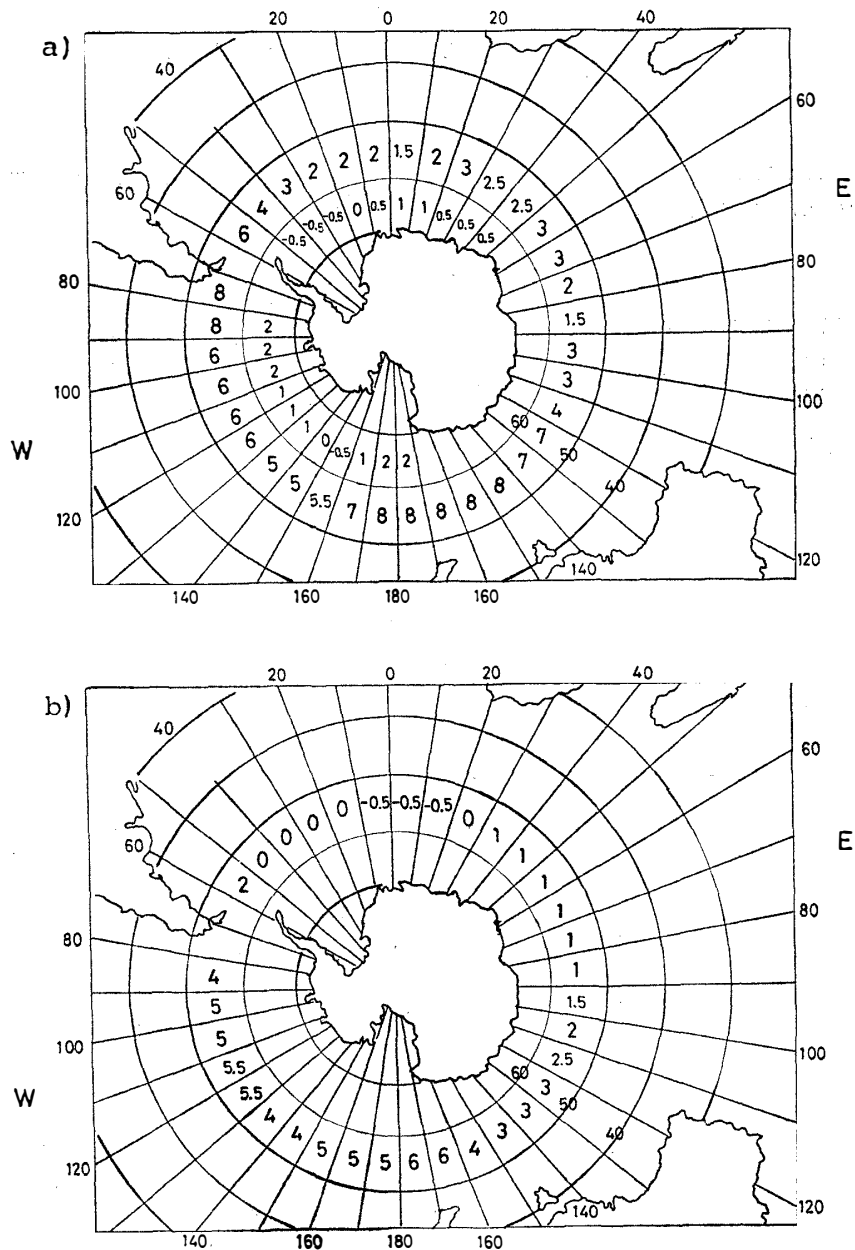 20 0 20 40
a)
40
60
E
2 2 2 1.5 2 3
3 2.5
60 4 2.5
-0.5 -0.5 0 0.5 1 1 0.5 0.5 0.5
6 -0.5 3
3
80
80 8 2
8 2 1.5
6 2 3
2
100 6 1 3 100
6 1 60 4
W 6 1 0 7 50
5 -0.5 1 2 2 7
5 8 40
120 5.5 7 8 8 8 8
120
140
140 160 180 160
20 0 20 40
b)
40
60
E
0 0 -0.5 -0.5 -0.5 0
60 0 0 1
2 1
1
80 1 80
4 1
5 1
1.5
100 5 2 100
5.5 2.5
W 5.5 60 3 50
4 4 3 40
5 5 5 6 6 4 3
120
120
140
140 160 180 160